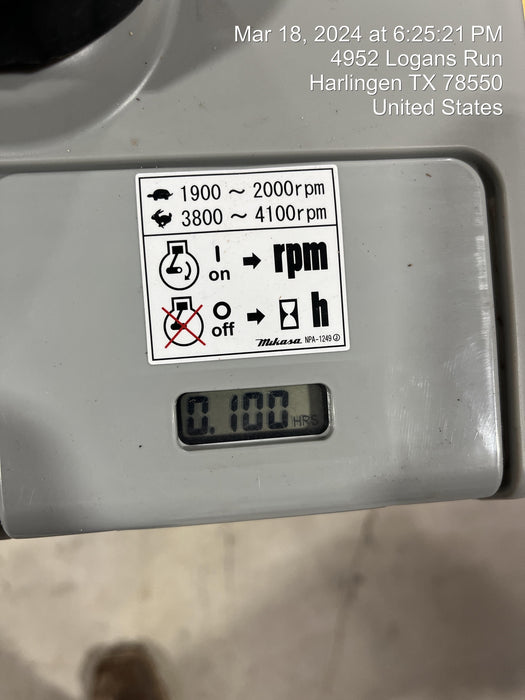 Mar 18, 2024 at 6:25:21 PM
4952 Logans Run
Harlingen TX 78550
United States
1900 ~ 2000rpm
3800 ~ 4100rpm
I on rpm
O off h
Mikasa NPA-1249 ②
0.100 HRS